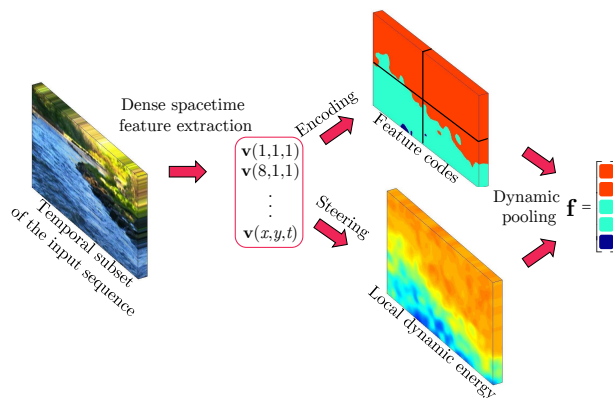 Dense spacetime
feature extraction
Temporal subset
of the input sequence
v(1,1,1)
v(8,1,1)
.
.
.
v(x,y,t)
Encoding
Feature codes
Steering
Local dynamic energy
Dynamic
pooling
f =